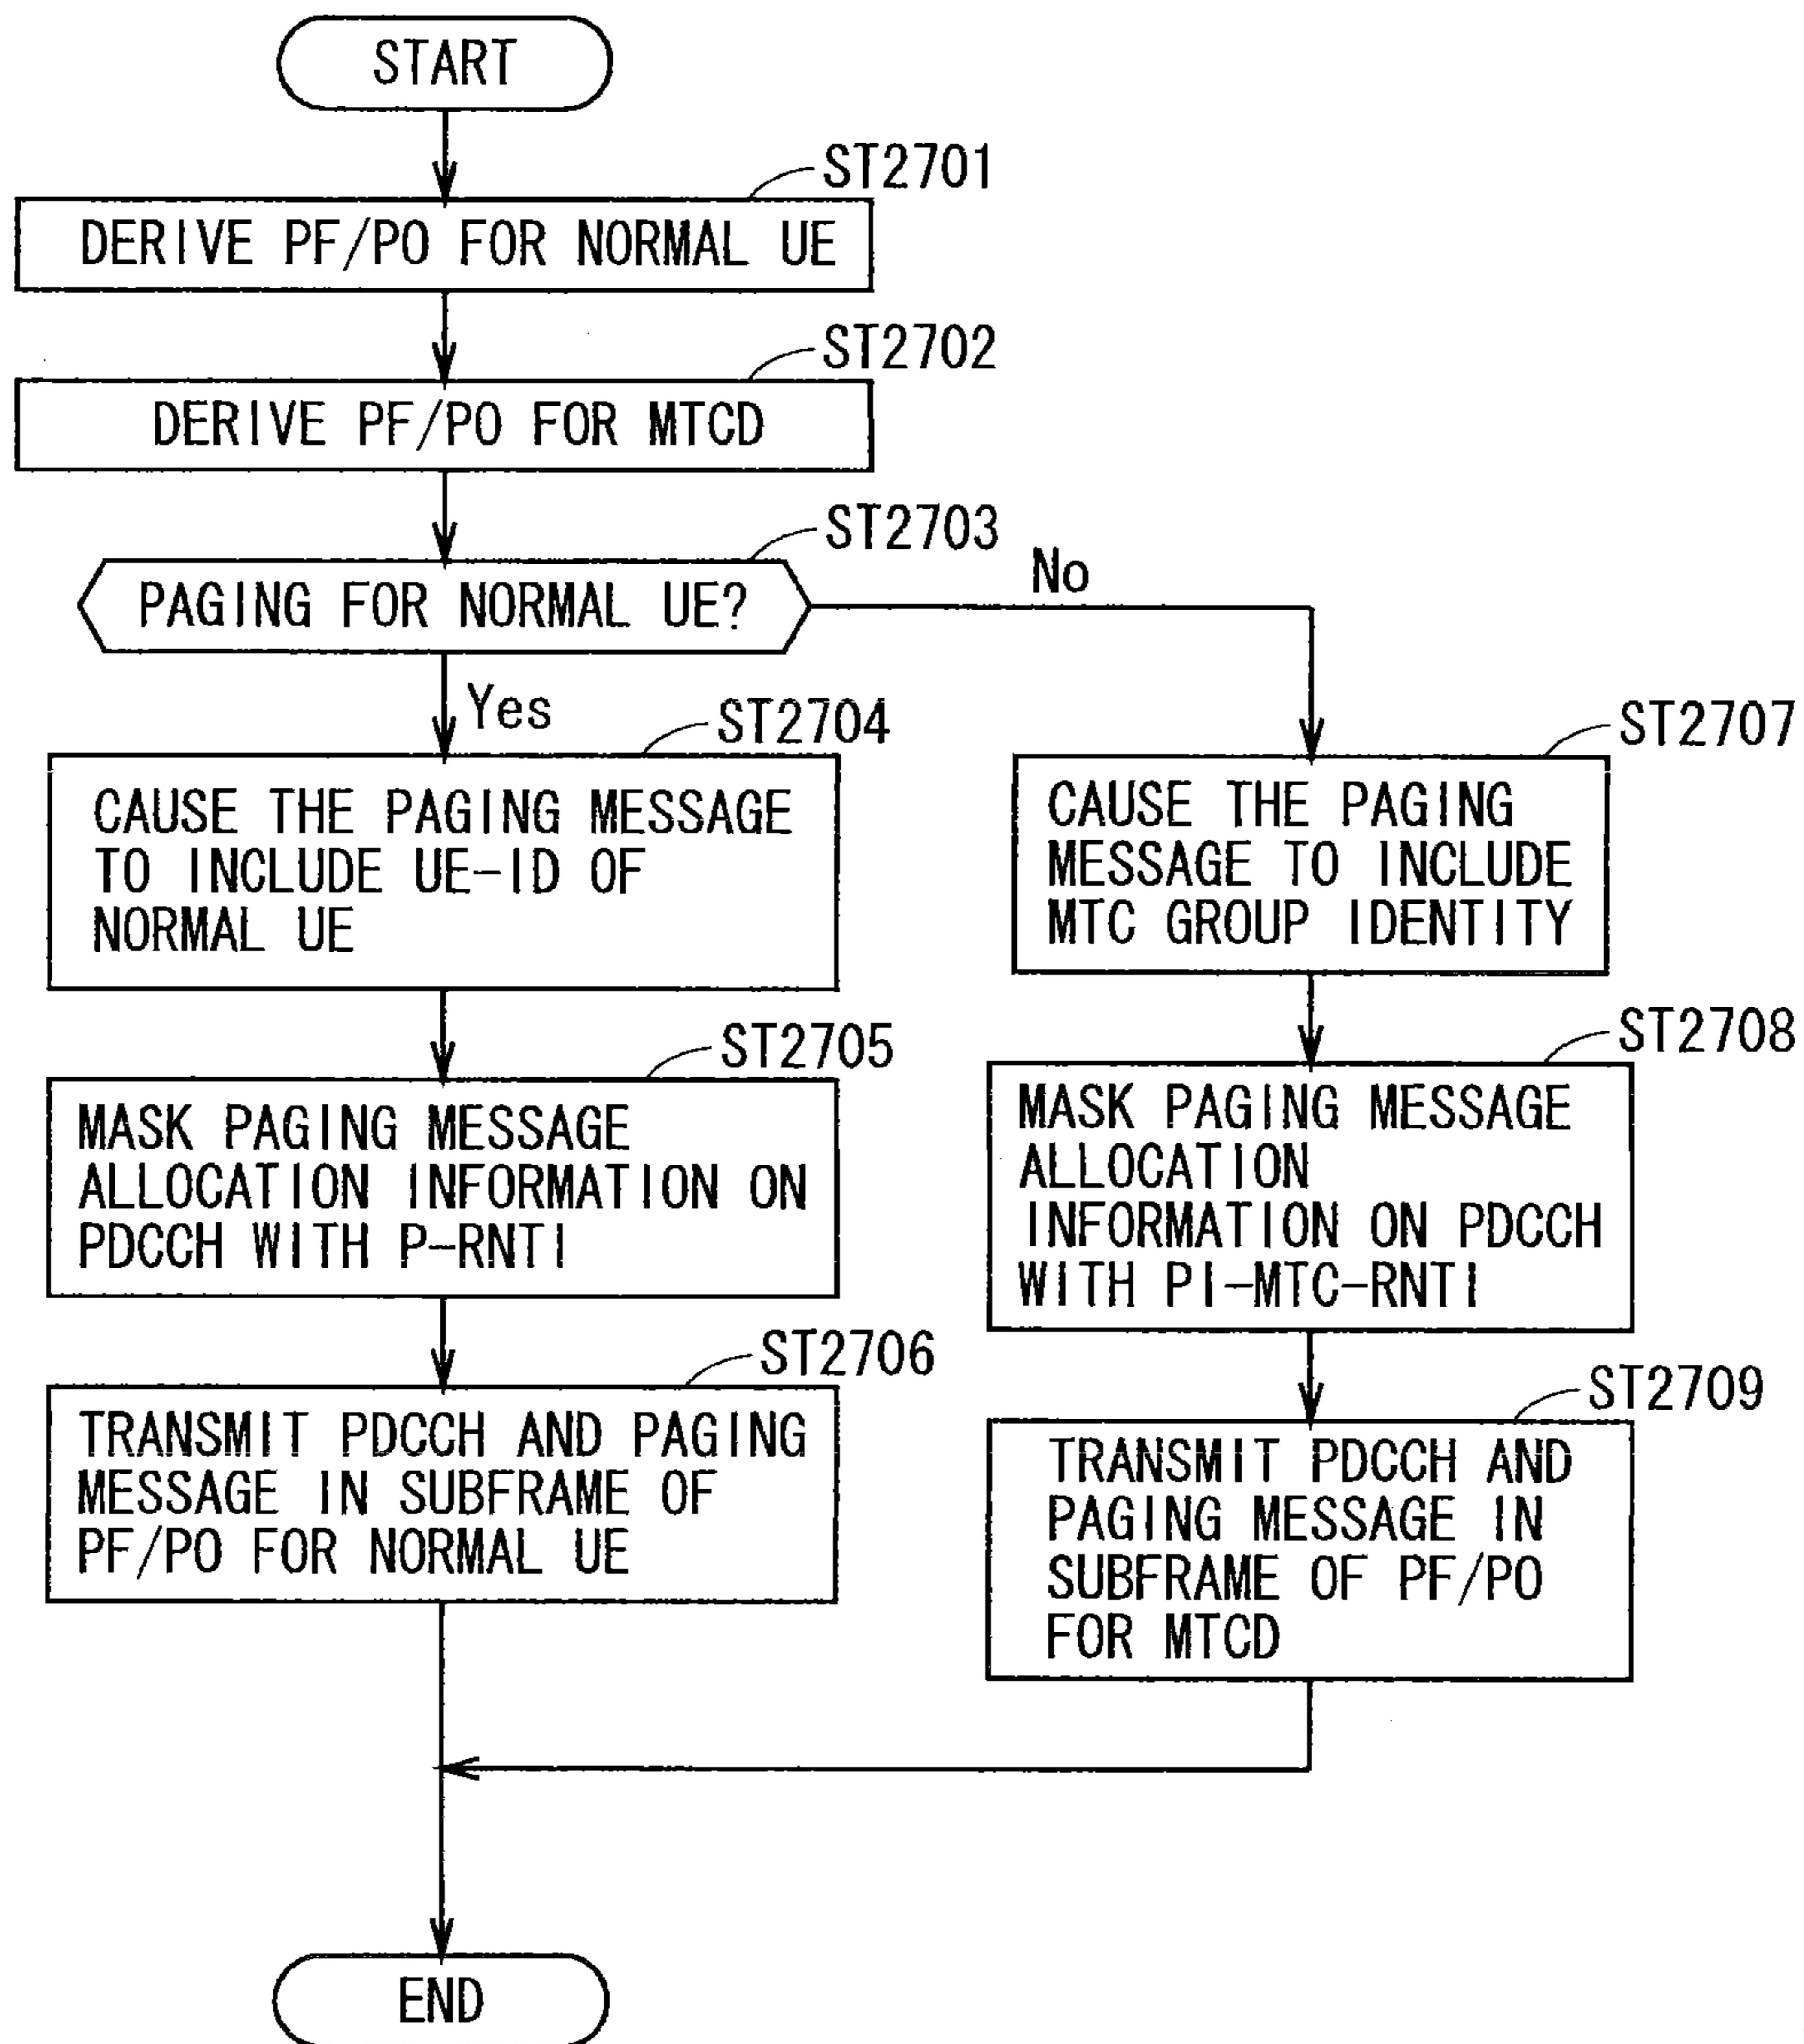 START
ST2701
DERIVE PF/PO FOR NORMAL UE
ST2702
DERIVE PF/PO FOR MTCD
ST2703
PAGING FOR NORMAL UE?
No
Yes
ST2704
CAUSE THE PAGING MESSAGE
TO INCLUDE UE-ID OF
NORMAL UE
ST2705
MASK PAGING MESSAGE
ALLOCATION INFORMATION ON
PDCCH WITH P-RNTI
ST2706
TRANSMIT PDCCH AND PAGING
MESSAGE IN SUBFRAME OF
PF/PO FOR NORMAL UE
ST2707
CAUSE THE PAGING
MESSAGE TO INCLUDE
MTC GROUP IDENTITY
ST2708
MASK PAGING MESSAGE
ALLOCATION
INFORMATION ON PDCCH
WITH PI-MTC-RNTI
ST2709
TRANSMIT PDCCH AND
PAGING MESSAGE IN
SUBFRAME OF PF/PO
FOR MTCD
END